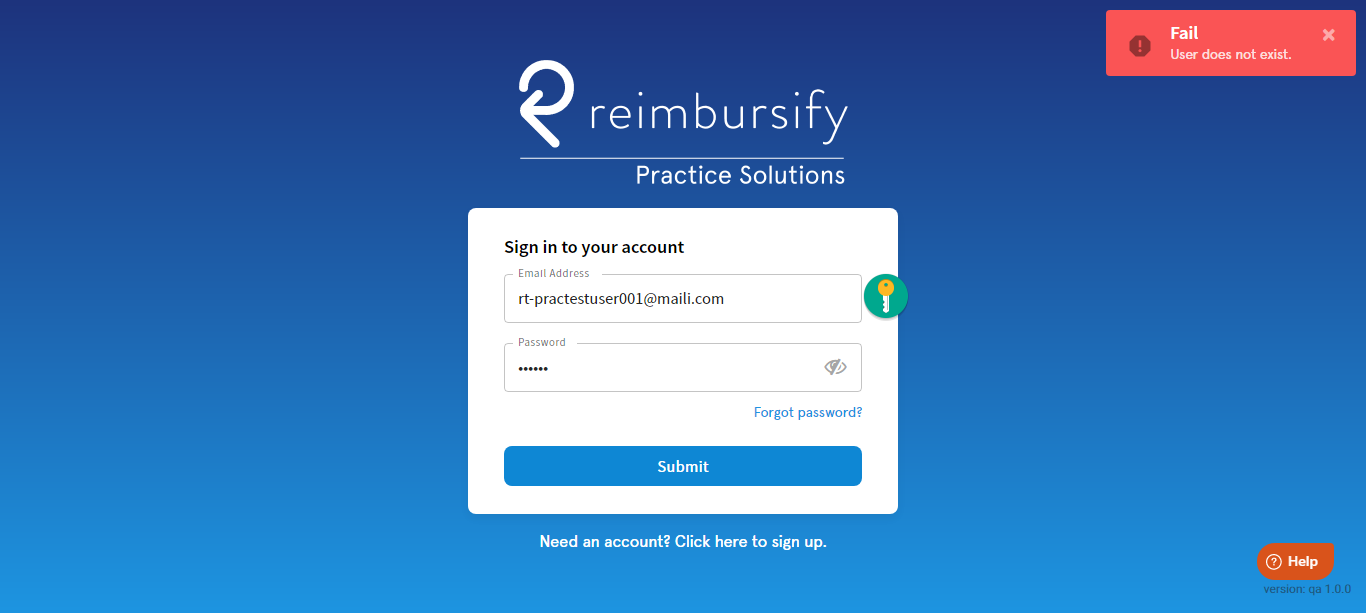 Fail
User does not exist.
reimbursify
Practice Solutions
Sign in to your account
Email Address
rt-practestuser001@maili.com
Password
••••••
Forgot password?
Submit
Need an account? Click here to sign up.
Help
version: qa 1.0.0